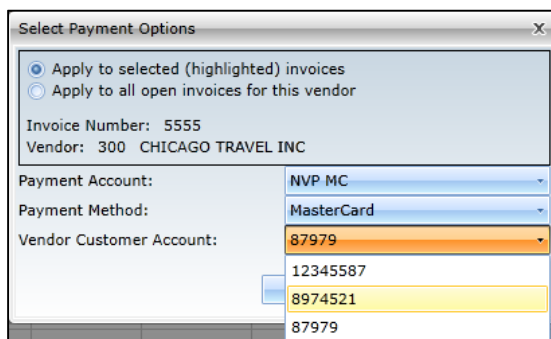 Select Payment Options X
Apply to selected (highlighted) invoices
Apply to all open invoices for this vendor
Invoice Number: 5555
Vendor: 300 CHICAGO TRAVEL INC
Payment Account: NVP MC
Payment Method: MasterCard
Vendor Customer Account: 87979
12345587
8974521
87979